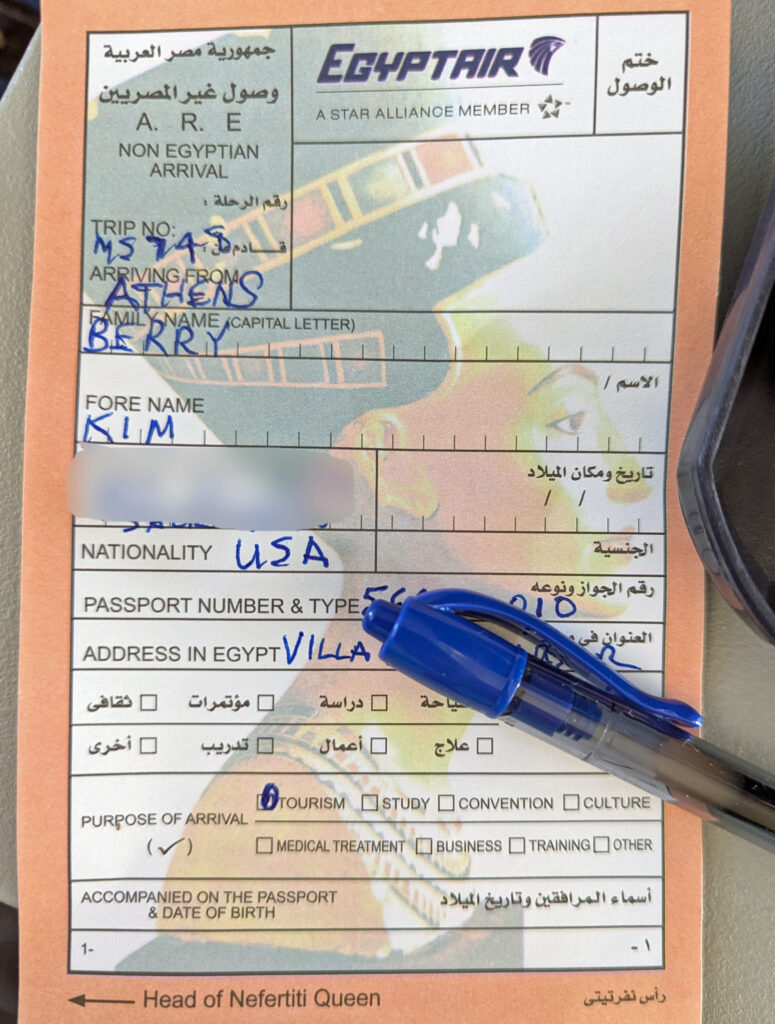 جمهورية مصر العربية
وصول غير المصريين
A. R. E
NON EGYPTIAN
ARRIVAL
EGYPTAIR
A STAR ALLIANCE MEMBER
ختم
الوصول
رقم الرحلة :
TRIP NO:
MS 748
ARRIVING FROM
ATHENS
FAMILY NAME (CAPITAL LETTER)
BERRY
الاسم /
FORE NAME
KIM
تاريخ ومكان الميلاد
/ /
NATIONALITY USA الجنسية
رقم الجواز ونوعه
PASSPORT NUMBER & TYPE 010
العنوان فى
ADDRESS IN EGYPT VILLA
ثقافى مؤتمرات دراسة
أخرى تدريب أعمال علاج
TOURISM STUDY CONVENTION CULTURE
PURPOSE OF ARRIVAL
(✓)
MEDICAL TREATMENT BUSINESS TRAINING OTHER
ACCOMPANIED ON THE PASSPORT
& DATE OF BIRTH
أسماء المرافقين وتاريخ الميلاد
1- ١ -
← Head of Nefertiti Queen رأس نفرتيتى